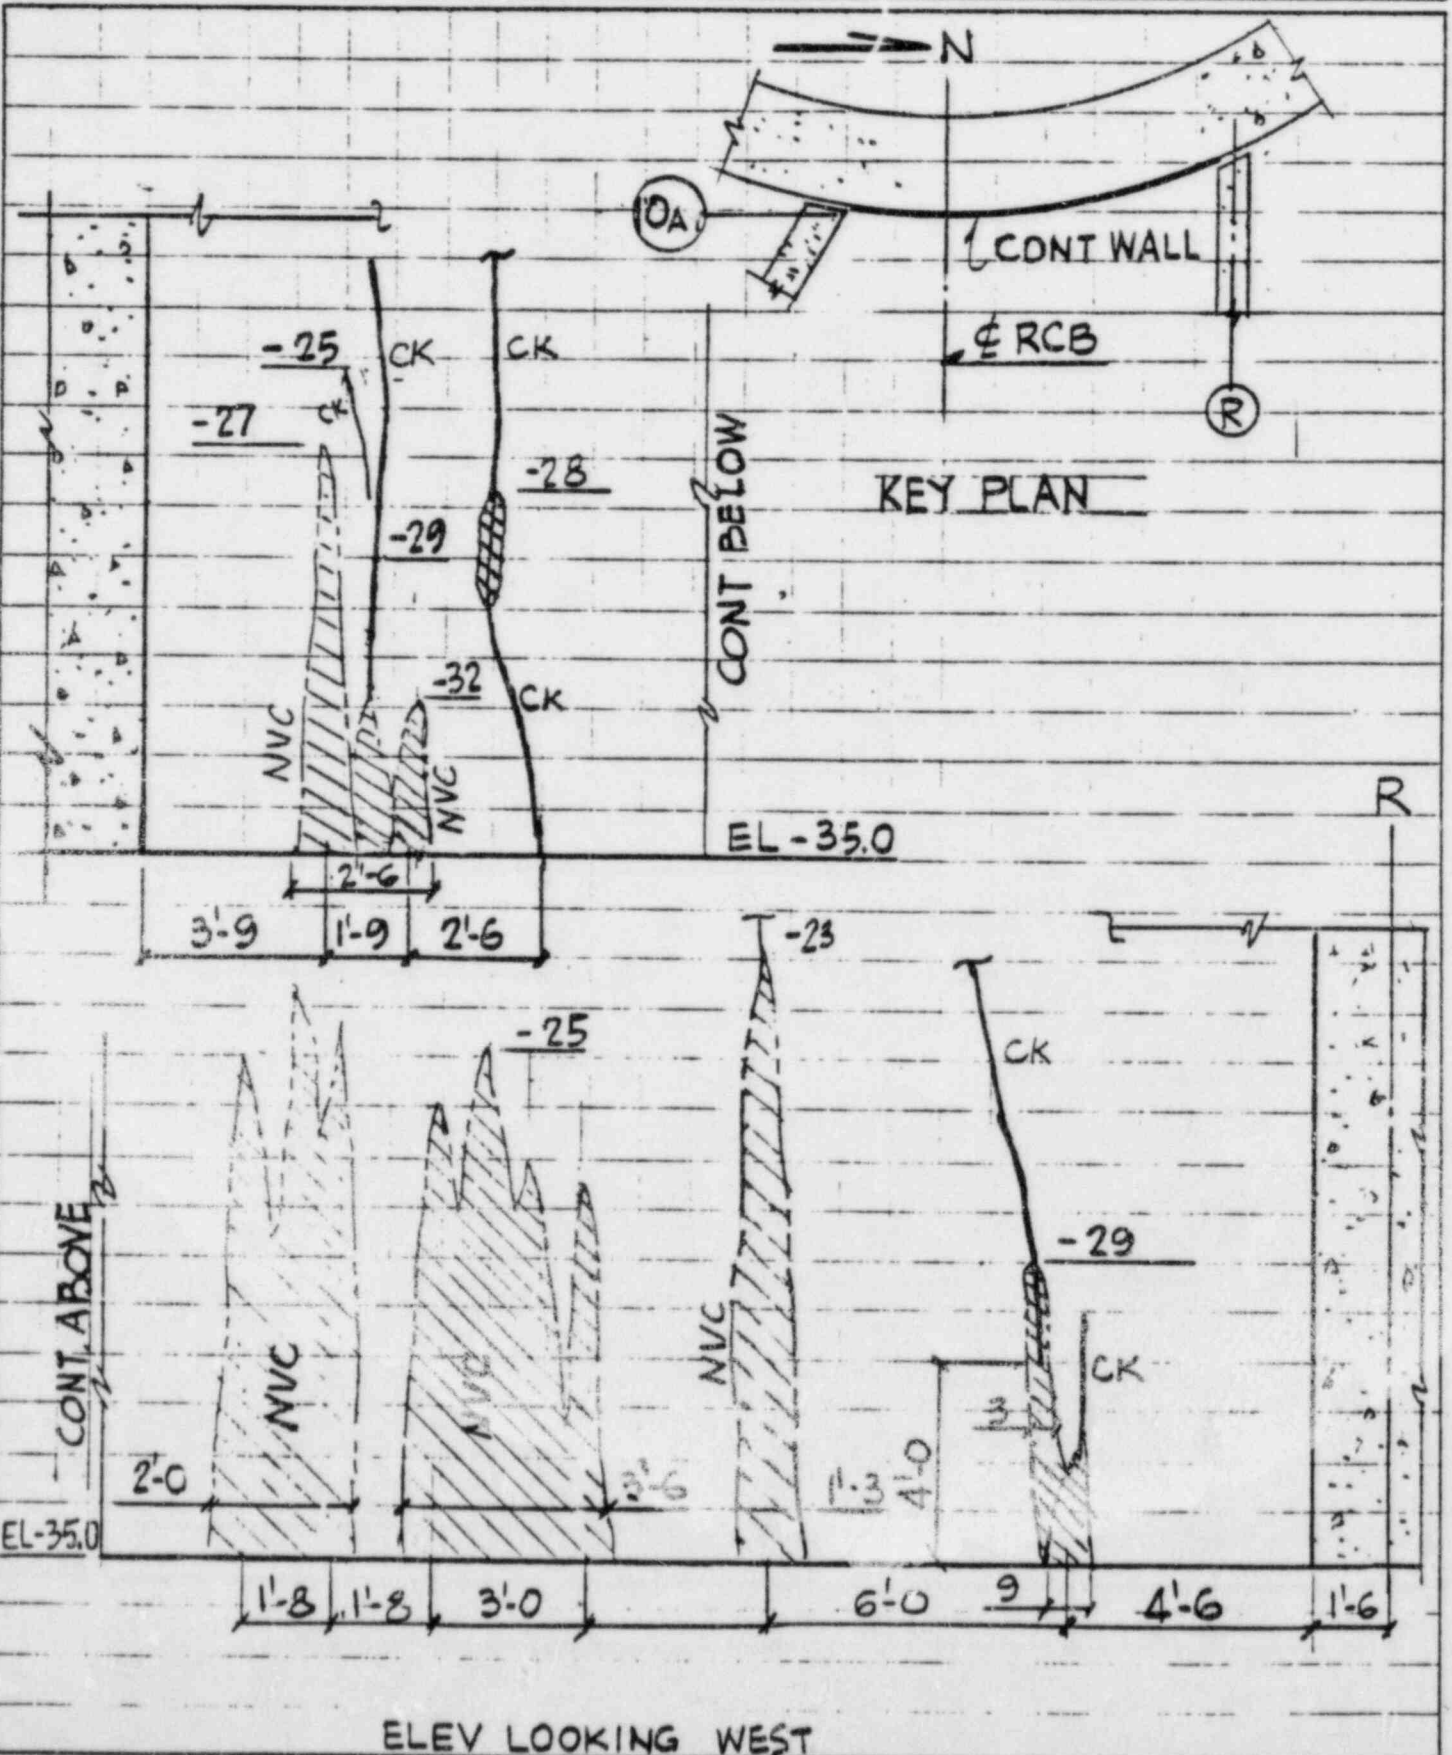 N
OA
CONT WALL
℄ RCB
R
KEY PLAN
-25
CK
CK
CK
-27
-28
-29
-32
CK
NVC
NVC
CONT BELOW
EL -35.0
R
2'-6
3'-9
1'-9
2'-6
-23
-25
CK
-29
CONT ABOVE
NVC
NVC
NVC
CK
3
2'-0
3'-6
1'-3
4'-0
EL-35.0
1'-8
1'-8
3'-0
6'-0
9
4'-6
1'-6
ELEV LOOKING WEST